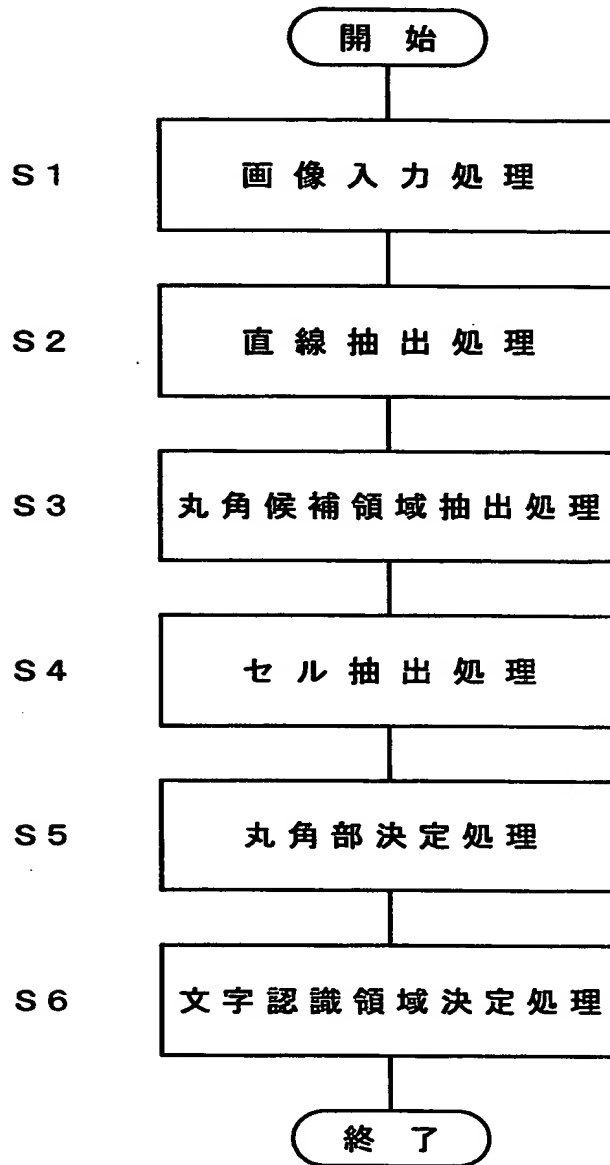 開始
S1 画像入力処理
S2 直線抽出処理
S3 丸角候補領域抽出処理
S4 セル抽出処理
S5 丸角部決定処理
S6 文字認識領域決定処理
終了